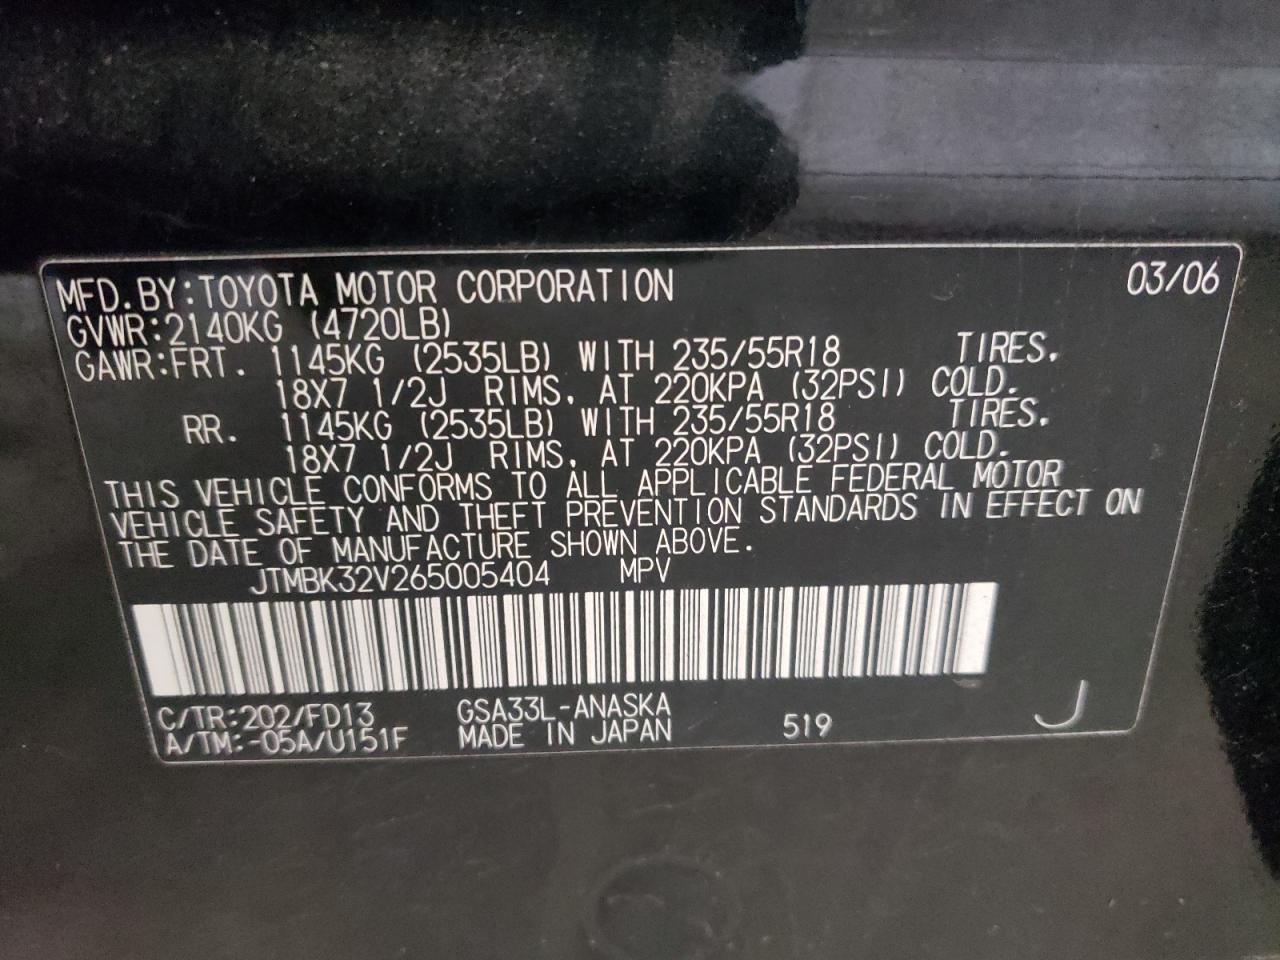 MFD.BY:TOYOTA MOTOR CORPORATION 03/06
GVWR:2140KG (4720LB)
GAWR:FRT. 1145KG (2535LB) WITH 235/55R18 TIRES,
18X7 1/2J RIMS, AT 220KPA (32PSI) COLD.
RR. 1145KG (2535LB) WITH 235/55R18 TIRES,
18X7 1/2J RIMS, AT 220KPA (32PSI) COLD.
THIS VEHICLE CONFORMS TO ALL APPLICABLE FEDERAL MOTOR
VEHICLE SAFETY AND THEFT PREVENTION STANDARDS IN EFFECT ON
THE DATE OF MANUFACTURE SHOWN ABOVE.
JTMBK32V265005404 MPV
C/TR:202/FD13 GSA33L-ANASKA
A/TM:-05A/U151F MADE IN JAPAN 519 J